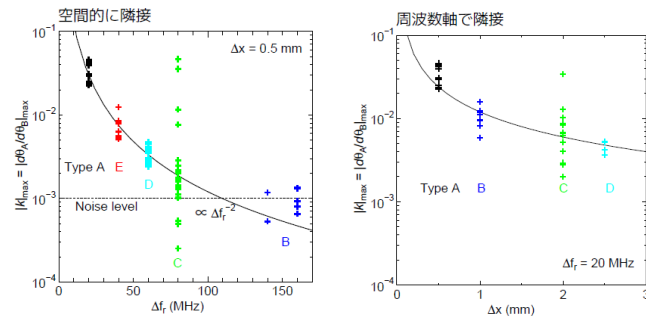 空間的に隣接
Δx = 0.5 mm
|k|max = |dθA/dθB|max
10⁻¹
10⁻²
10⁻³
10⁻⁴
Type A
E
D
Noise level
∝ Δfr⁻²
B
C
0
50
100
150
Δfr (MHz)
周波数軸で隣接
|k|max = |dθA/dθB|max
10⁻¹
10⁻²
10⁻³
10⁻⁴
Type A
B
C
D
Δfr = 20 MHz
0
1
2
3
Δx (mm)